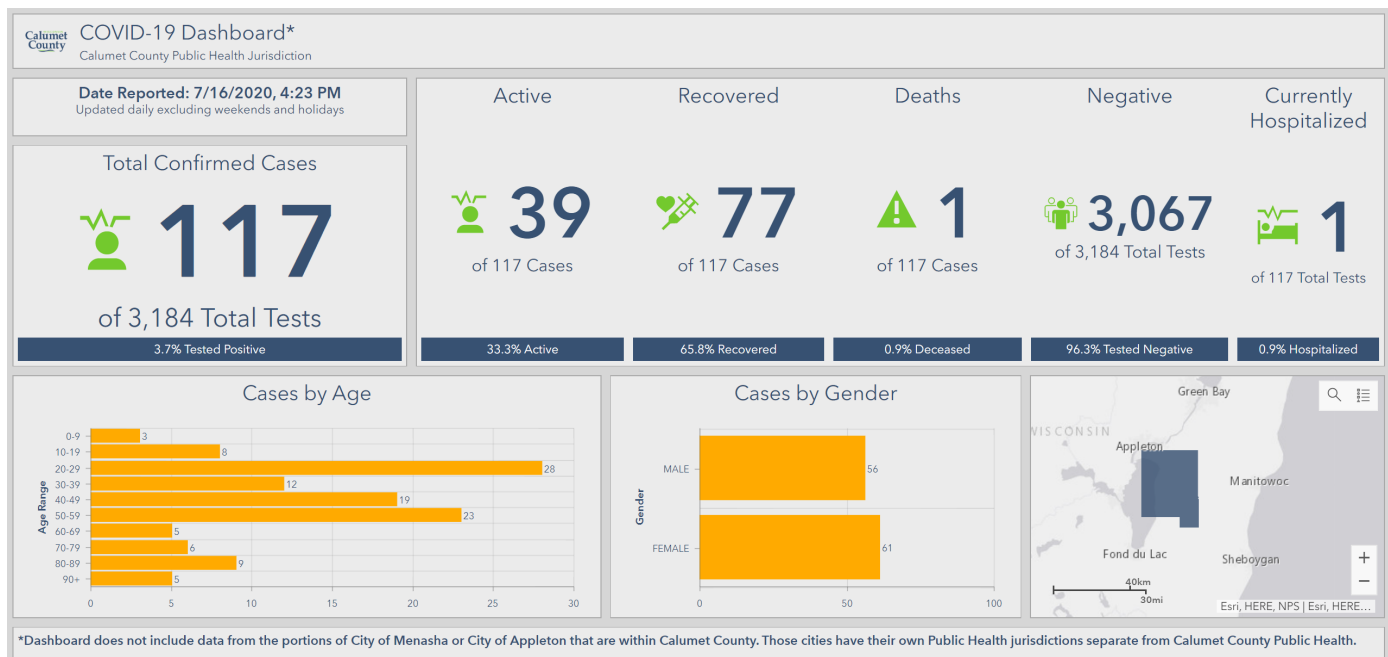 Calumet
County
COVID-19 Dashboard*
Calumet County Public Health Jurisdiction
Date Reported: 7/16/2020, 4:23 PM
Updated daily excluding weekends and holidays
Total Confirmed Cases
117
of 3,184 Total Tests
3.7% Tested Positive
Active
39
of 117 Cases
33.3% Active
Recovered
77
of 117 Cases
65.8% Recovered
Deaths
1
of 117 Cases
0.9% Deceased
Negative
3,067
of 3,184 Total Tests
96.3% Tested Negative
Currently
Hospitalized
1
of 117 Total Tests
0.9% Hospitalized
Cases by Age
Age Range
0-9 3
10-19 8
20-29 28
30-39 12
40-49 19
50-59 23
60-69 5
70-79 6
80-89 9
90+ 5
0 5 10 15 20 25 30
Cases by Gender
Gender
MALE 56
FEMALE 61
0 50 100
Green Bay
WISCONSIN
Appleton
Manitowoc
Fond du Lac
Sheboygan
+
−
40km
30mi
Esri, HERE, NPS | Esri, HERE...
*Dashboard does not include data from the portions of City of Menasha or City of Appleton that are within Calumet County. Those cities have their own Public Health jurisdictions separate from Calumet County Public Health.